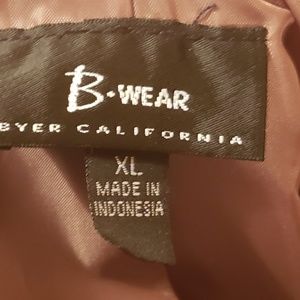 B•WEAR
BYER CALIFORNIA
XL
MADE IN
INDONESIA